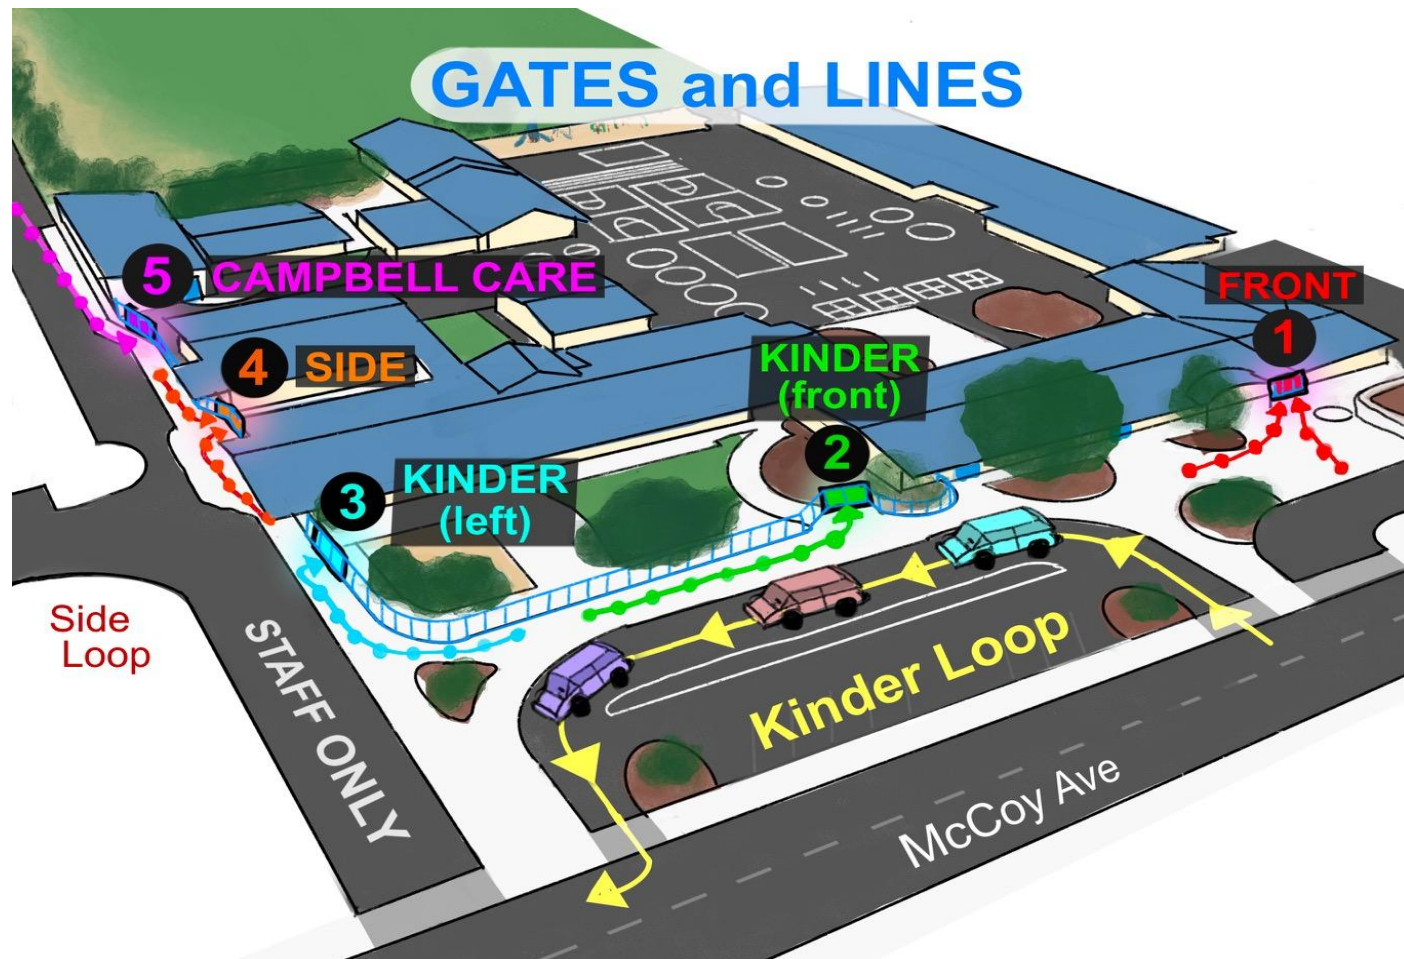 GATES and LINES
5 CAMPBELL CARE
FRONT
1
4 SIDE
KINDER
(front)
2
3 KINDER
(left)
Side
Loop
STAFF ONLY
Kinder Loop
McCoy Ave